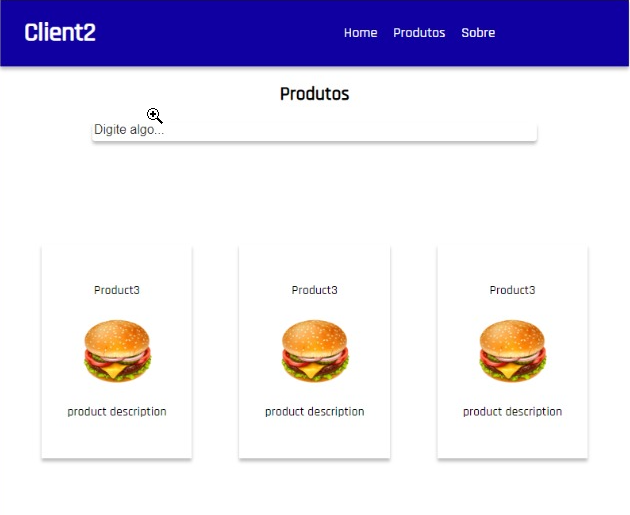 Client2
Home Produtos Sobre
Produtos
Digite algo...
Product3 Product3 Product3
product description product description product description